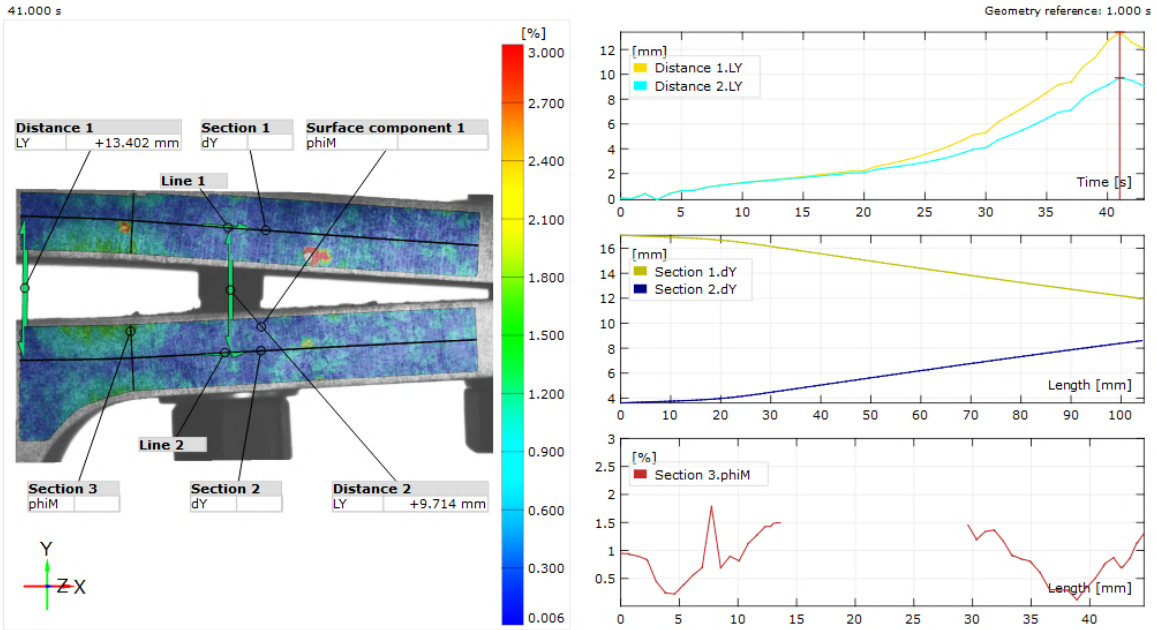 41.000 s
Geometry reference: 1.000 s
[%]
3.000
2.700
2.400
2.100
1.800
1.500
1.200
0.900
0.600
0.300
0.006
Distance 1
LY +13.402 mm
Section 1
dY
Surface component 1
phiM
Line 1
Line 2
Section 3
phiM
Section 2
dY
Distance 2
LY +9.714 mm
Y
Z X
[mm]
Distance 1.LY
Distance 2.LY
12
10
8
6
4
2
0
Time [s]
0 5 10 15 20 25 30 35 40
[mm]
Section 1.dY
Section 2.dY
16
14
12
10
8
6
4
Length [mm]
0 10 20 30 40 50 60 70 80 90 100
[%]
Section 3.phiM
3
2.5
2
1.5
1
0.5
Length [mm]
0 5 10 15 20 25 30 35 40